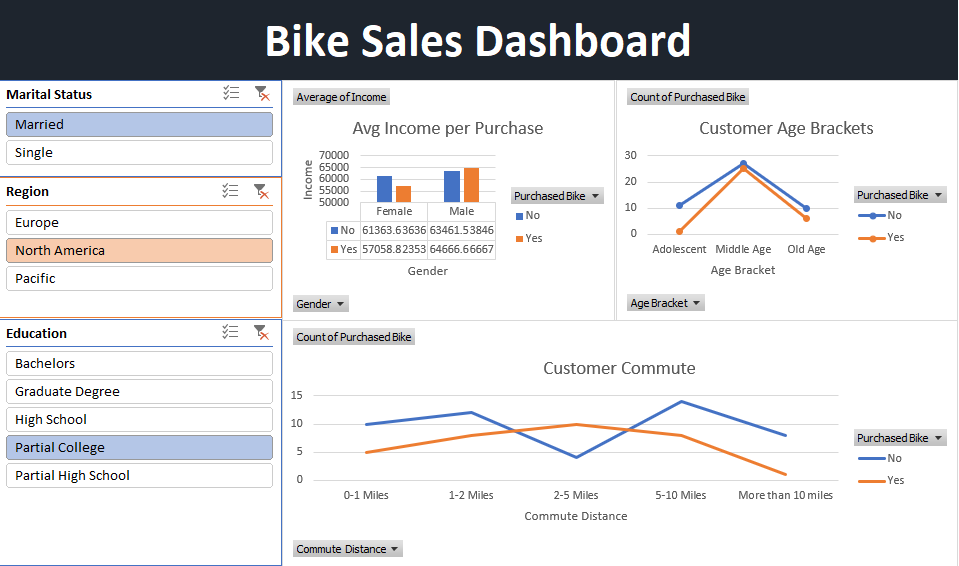 Bike Sales Dashboard
Marital Status
Married
Single
Region
Europe
North America
Pacific
Education
Bachelors
Graduate Degree
High School
Partial College
Partial High School
Average of Income
Avg Income per Purchase
Income
70000
65000
60000
55000
50000
Female Male
No 61363.63636 63461.53846
Yes 57058.82353 64666.66667
Gender
Purchased Bike
No
Yes
Gender
Count of Purchased Bike
Customer Age Brackets
30
20
10
0
Adolescent Middle Age Old Age
Age Bracket
Purchased Bike
No
Yes
Age Bracket
Count of Purchased Bike
Customer Commute
15
10
5
0
0-1 Miles 1-2 Miles 2-5 Miles 5-10 Miles More than 10 miles
Commute Distance
Purchased Bike
No
Yes
Commute Distance